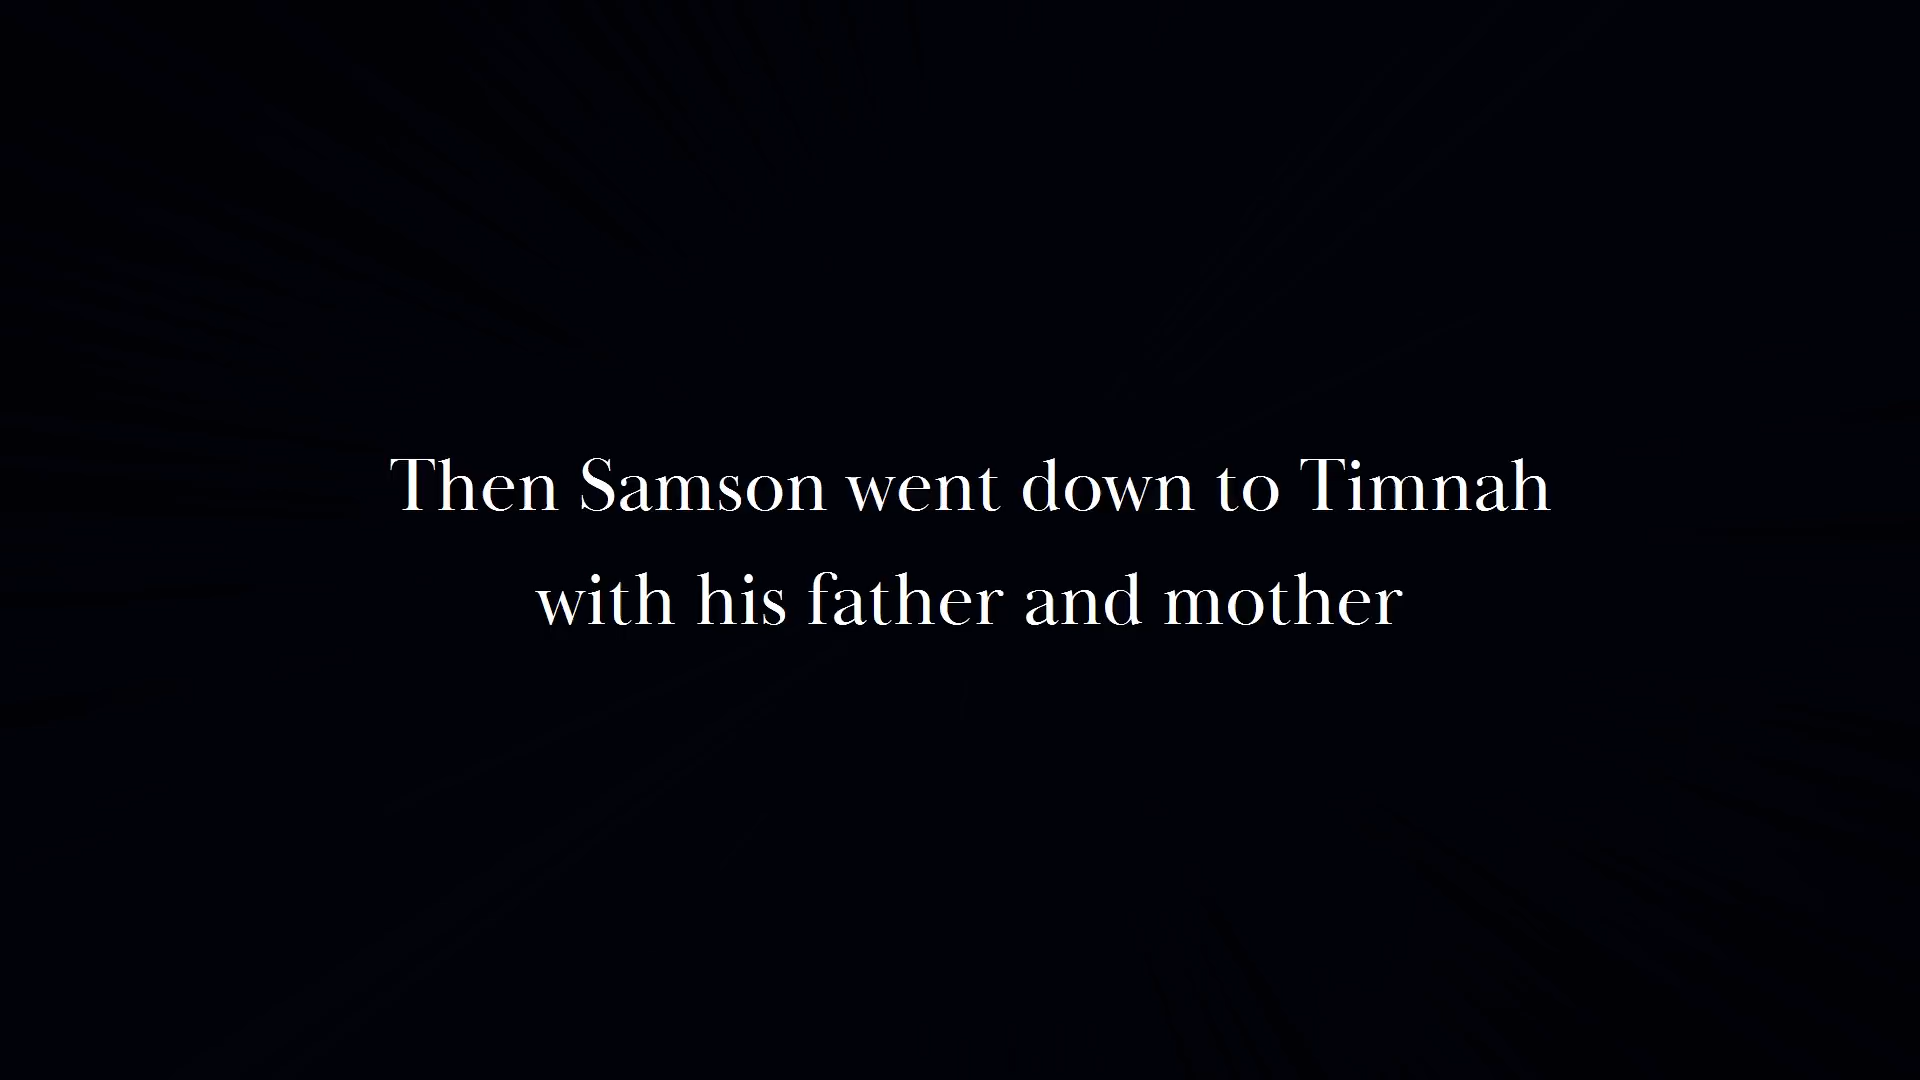 Then Samson went down to Timnah
with his father and mother